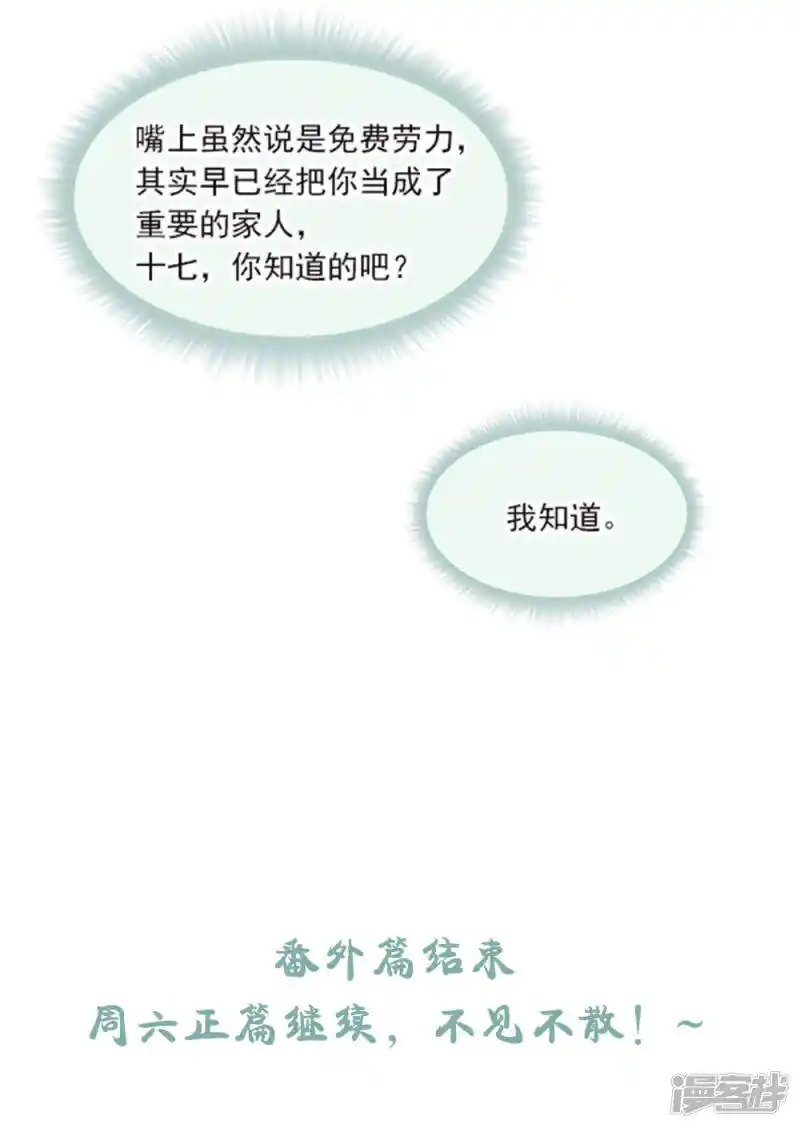 嘴上虽然说是免费劳力，
其实早已经把你当成了
重要的家人，
十七，你知道的吧？
我知道。
番外篇结束
周六正篇继续，不见不散！~
漫客栈